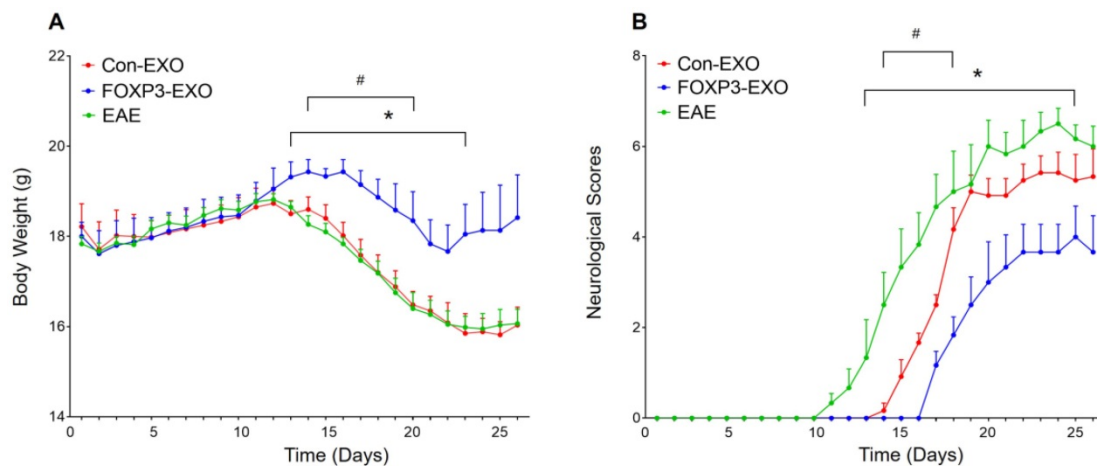 A
B
22
20
18
16
14
Body Weight (g)
Con-EXO
FOXP3-EXO
EAE
#
*
0
5
10
15
20
25
Time (Days)
8
6
4
2
0
Neurological Scores
Con-EXO
FOXP3-EXO
EAE
#
*
0
5
10
15
20
25
Time (Days)